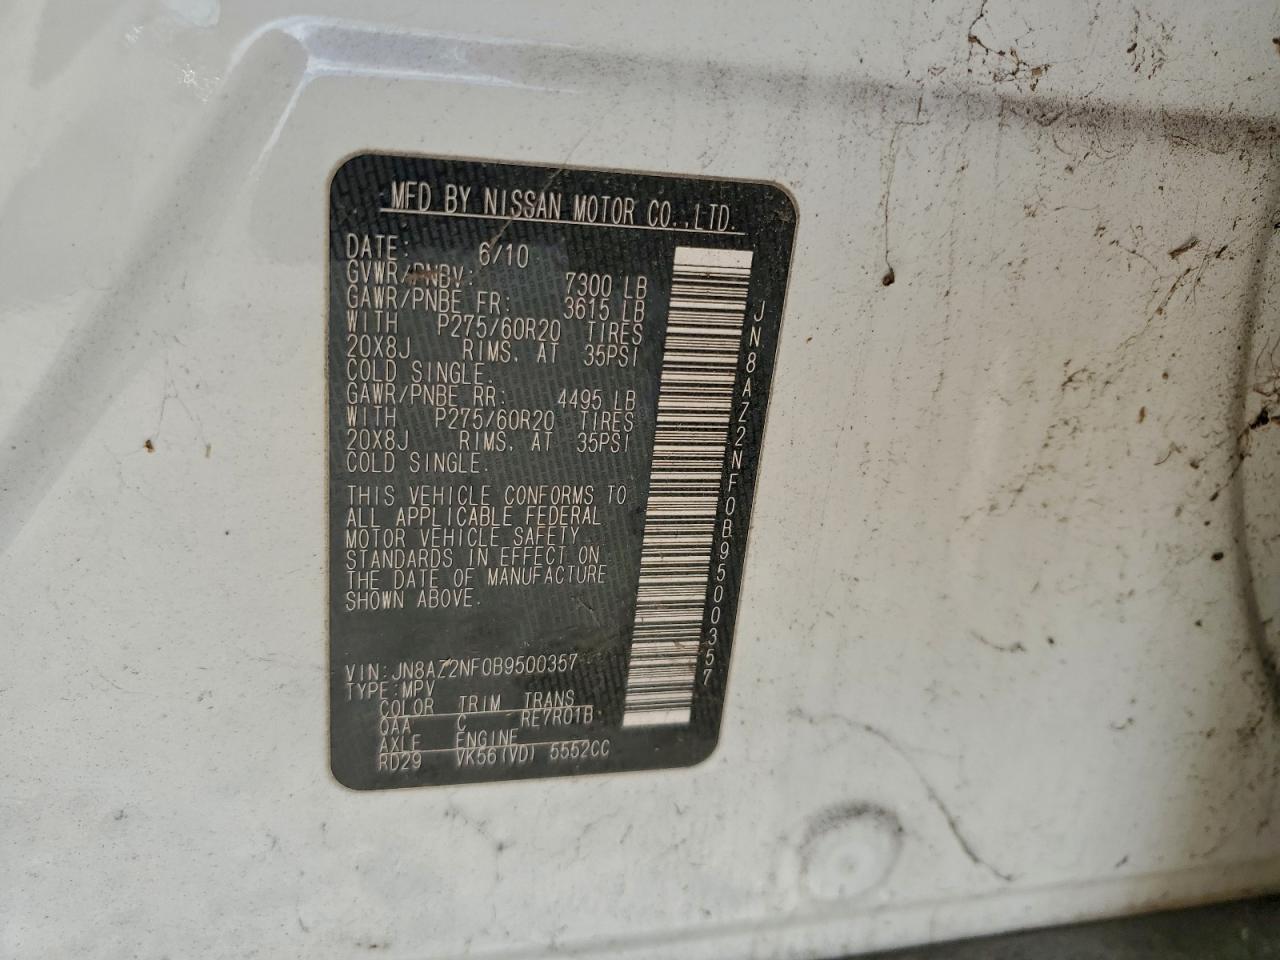 MFD BY NISSAN MOTOR CO.,LTD.
DATE: 6/10
GVWR/PNBV: 7300 LB
GAWR/PNBE FR: 3615 LB
WITH P275/60R20 TIRES
20X8J RIMS, AT 35PSI
COLD SINGLE.
GAWR/PNBE RR: 4495 LB
WITH P275/60R20 TIRES
20X8J RIMS, AT 35PSI
COLD SINGLE.
THIS VEHICLE CONFORMS TO
ALL APPLICABLE FEDERAL
MOTOR VEHICLE SAFETY
STANDARDS IN EFFECT ON
THE DATE OF MANUFACTURE
SHOWN ABOVE.
VIN:JN8AZ2NF0B9500357
TYPE:MPV
COLOR TRIM TRANS
QAA C RE7R01B
AXLE ENGINE
RD29 VK56(VD) 5552CC
JN8AZ2NF0B9500357